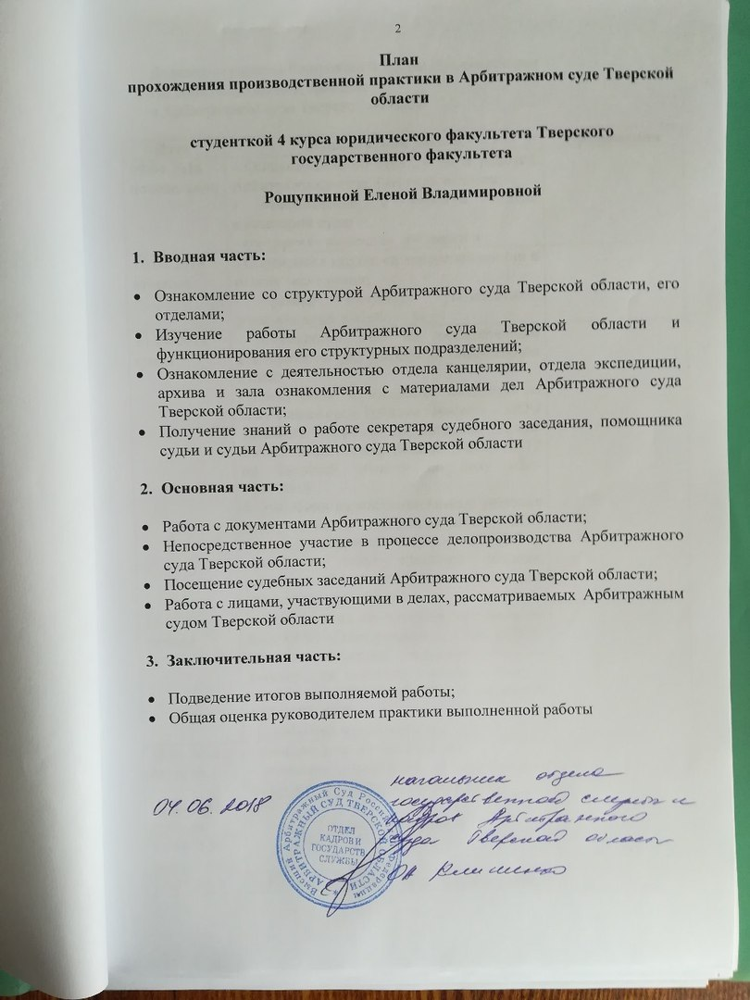 2
План
прохождения производственной практики в Арбитражном суде Тверской
области
студенткой 4 курса юридического факультета Тверского
государственного факультета
Рощупкиной Еленой Владимировной
1. Вводная часть:
• Ознакомление со структурой Арбитражного суда Тверской области, его
отделами;
• Изучение работы Арбитражного суда Тверской области и
функционирования его структурных подразделений;
• Ознакомление с деятельностью отдела канцелярии, отдела экспедиции,
архива и зала ознакомления с материалами дел Арбитражного суда
Тверской области;
• Получение знаний о работе секретаря судебного заседания, помощника
судьи и судьи Арбитражного суда Тверской области
2. Основная часть:
• Работа с документами Арбитражного суда Тверской области;
• Непосредственное участие в процессе делопроизводства Арбитражного
суда Тверской области;
• Посещение судебных заседаний Арбитражного суда Тверской области;
• Работа с лицами, участвующими в делах, рассматриваемых Арбитражным
судом Тверской области
3. Заключительная часть:
• Подведение итогов выполняемой работы;
• Общая оценка руководителем практики выполненной работы
04.06.2018
начальник отдела
государственной службы и
кадров Арбитражного
суда Тверской области
Высший Арбитражный Суд Российской Федерации
АРБИТРАЖНЫЙ СУД ТВЕРСКОЙ ОБЛАСТИ
ОТДЕЛ
КАДРОВ И
ГОСУДАРСТВ
СЛУЖБЫ